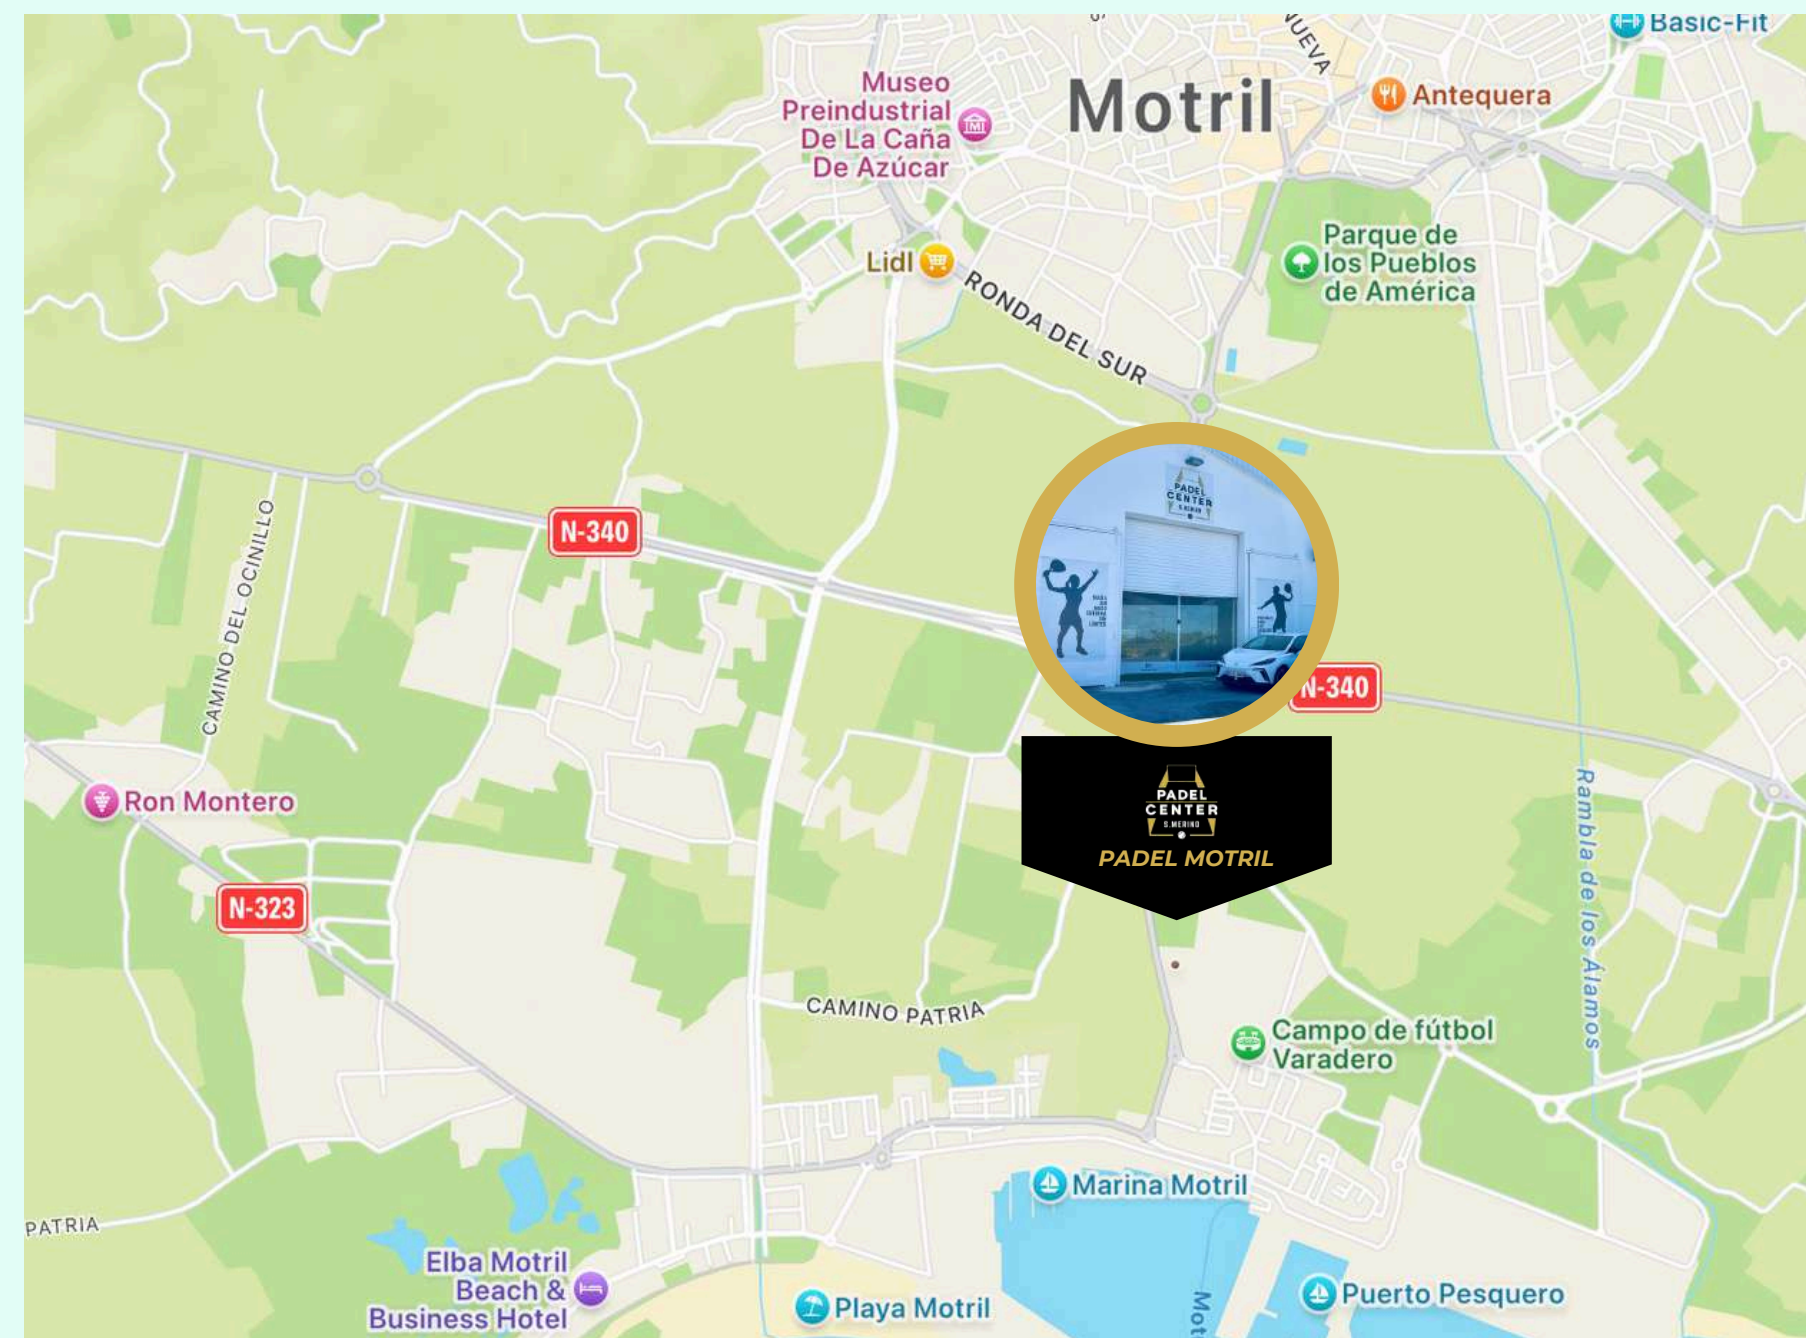 Basic-Fit
NUEVA
Museo
Preindustrial
De La Caña
De Azúcar
Motril
Antequera
Parque de
los Pueblos
de América
Lidl
RONDA DEL SUR
PADEL
CENTER
S.MERINO
N-340
CAMINO DEL OCINILLO
N-340
Ron Montero
PADEL
CENTER
S.MERINO
PADEL MOTRIL
Rambla de los Álamos
N-323
CAMINO PATRIA
Campo de fútbol
Varadero
Marina Motril
PATRIA
Elba Motril
Beach &
Business Hotel
Playa Motril
Mot
Puerto Pesquero